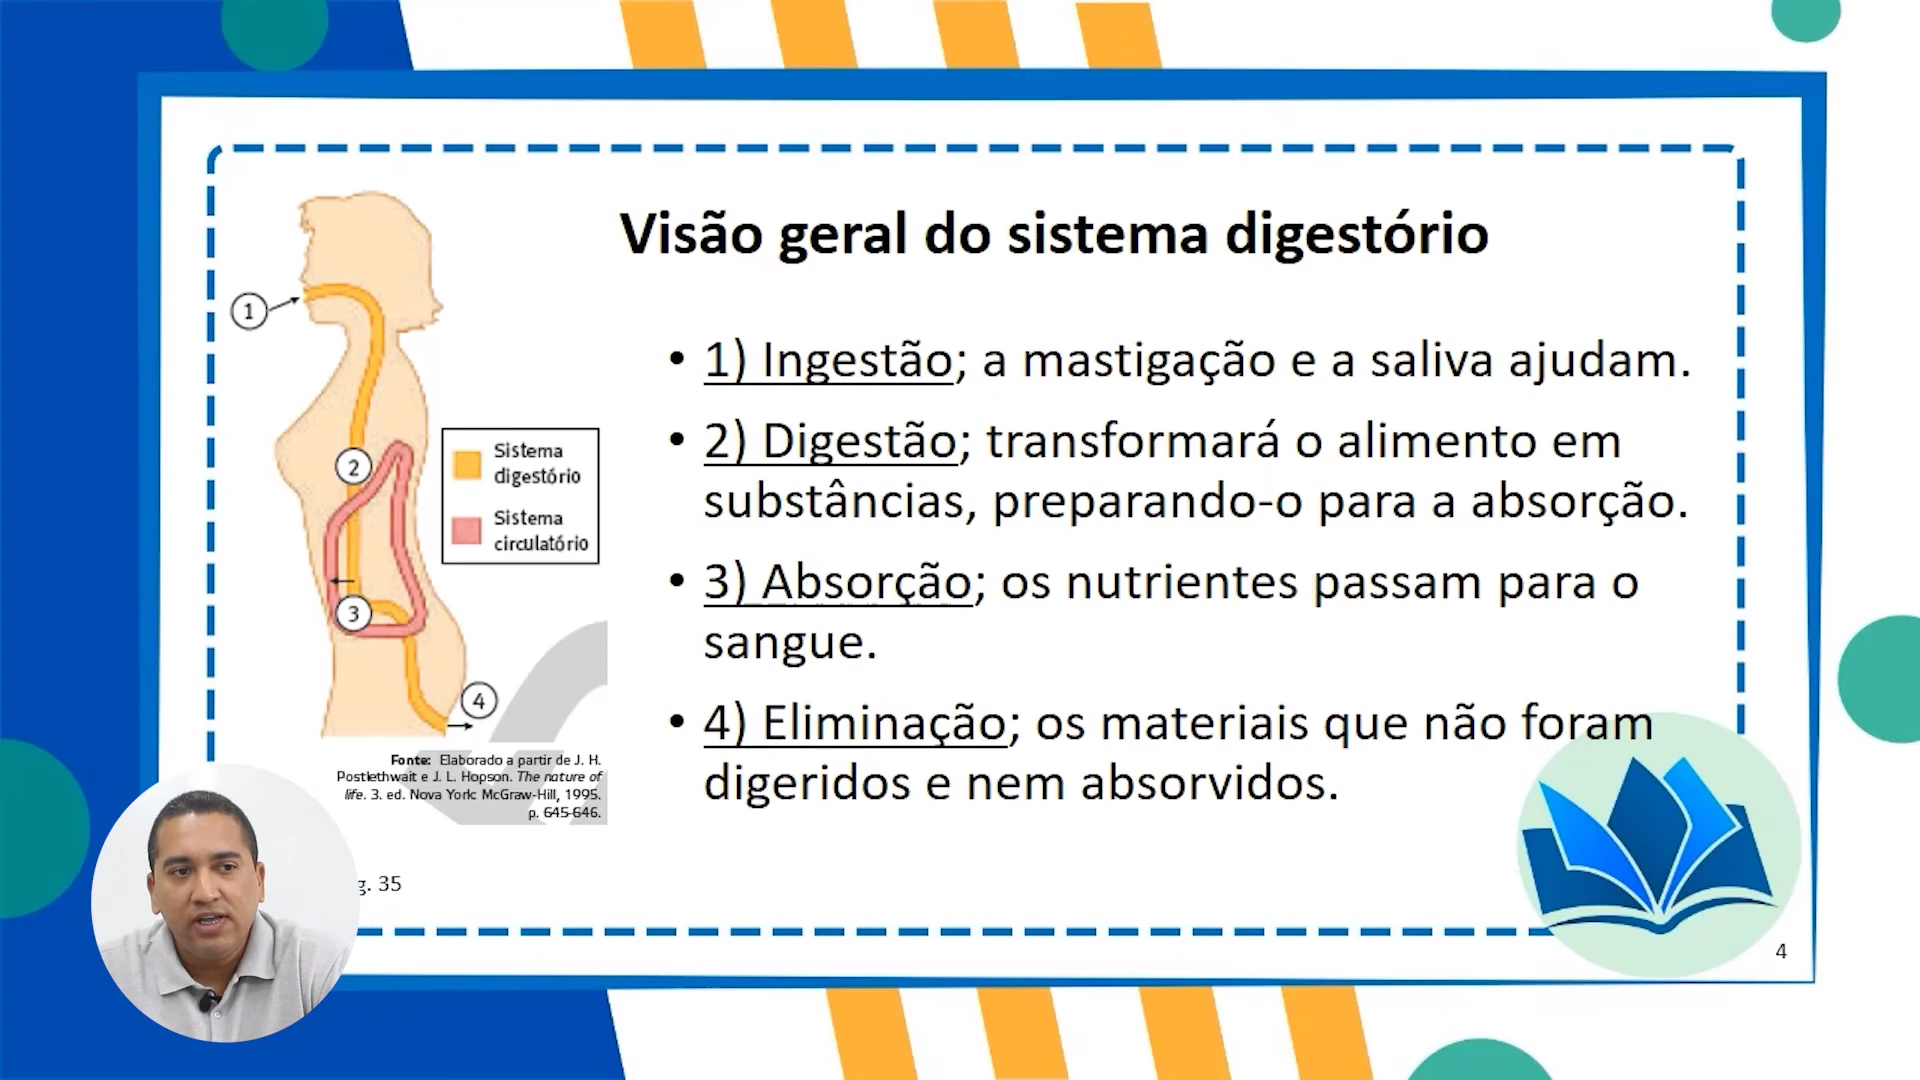 Visão geral do sistema digestório
1
2
3
4
Sistema
digestório
Sistema
circulatório
• 1) Ingestão; a mastigação e a saliva ajudam.
• 2) Digestão; transformará o alimento em
substâncias, preparando-o para a absorção.
• 3) Absorção; os nutrientes passam para o
sangue.
• 4) Eliminação; os materiais que não foram
digeridos e nem absorvidos.
Fonte: Elaborado a partir de J. H.
Postlethwait e J. L. Hopson. The nature of
life. 3. ed. Nova York: McGraw-Hill, 1995.
p. 645-646.
g. 35
4